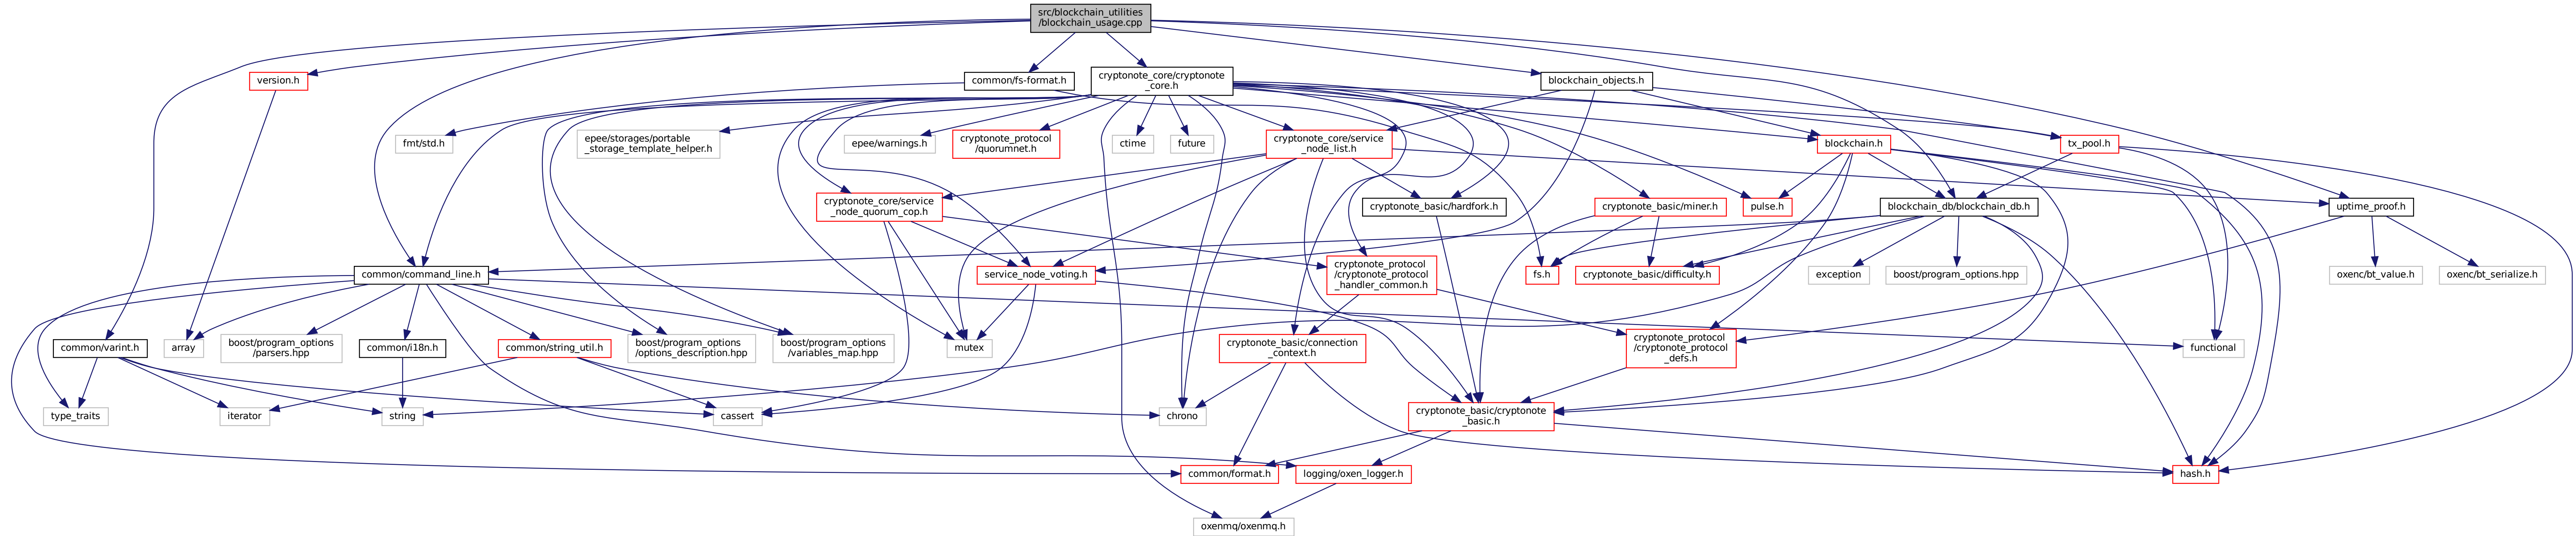 src/blockchain_utilities
/blockchain_usage.cpp
version.h
common/fs-format.h
cryptonote_core/cryptonote
_core.h
blockchain_objects.h
fmt/std.h
epee/storages/portable
_storage_template_helper.h
epee/warnings.h
cryptonote_protocol
/quorumnet.h
ctime
future
cryptonote_core/service
_node_list.h
blockchain.h
tx_pool.h
cryptonote_core/service
_node_quorum_cop.h
cryptonote_basic/hardfork.h
cryptonote_basic/miner.h
pulse.h
blockchain_db/blockchain_db.h
uptime_proof.h
common/command_line.h
service_node_voting.h
cryptonote_protocol
/cryptonote_protocol
_handler_common.h
fs.h
cryptonote_basic/difficulty.h
exception
boost/program_options.hpp
oxenc/bt_value.h
oxenc/bt_serialize.h
common/varint.h
array
boost/program_options
/parsers.hpp
common/i18n.h
common/string_util.h
boost/program_options
/options_description.hpp
boost/program_options
/variables_map.hpp
mutex
cryptonote_basic/connection
_context.h
cryptonote_protocol
/cryptonote_protocol
_defs.h
functional
type_traits
iterator
string
cassert
chrono
cryptonote_basic/cryptonote
_basic.h
common/format.h
logging/oxen_logger.h
hash.h
oxenmq/oxenmq.h